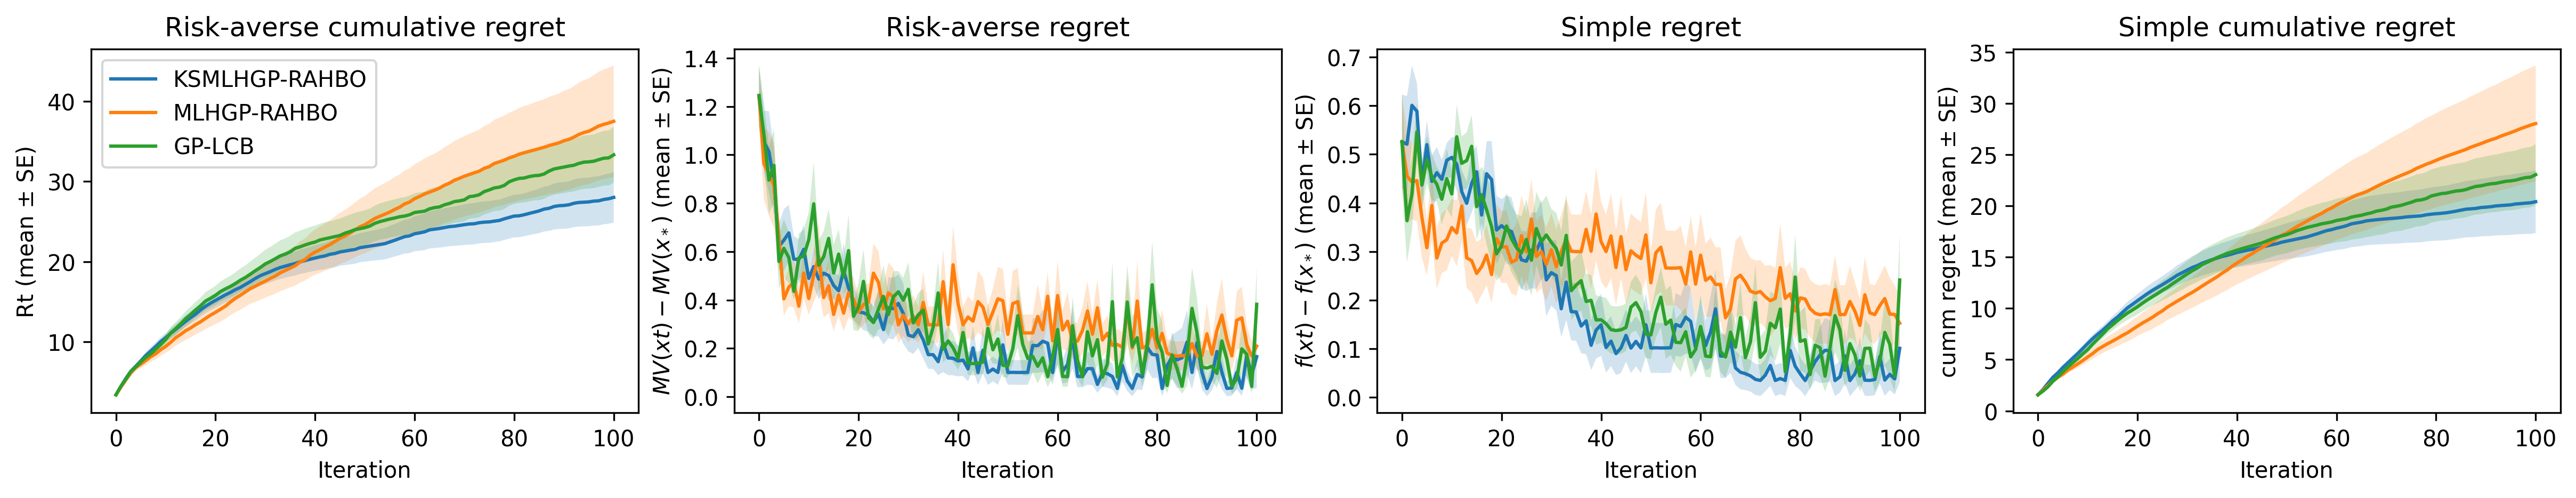 Risk-averse cumulative regret
Rt (mean ± SE)
40
30
20
10
KSMLHGP-RAHBO
MLHGP-RAHBO
GP-LCB
0 20 40 60 80 100
Iteration
Risk-averse regret
MV(xt) − MV(x*) (mean ± SE)
1.4
1.2
1.0
0.8
0.6
0.4
0.2
0.0
0 20 40 60 80 100
Iteration
Simple regret
f(xt) − f(x*) (mean ± SE)
0.7
0.6
0.5
0.4
0.3
0.2
0.1
0.0
0 20 40 60 80 100
Iteration
Simple cumulative regret
cumm regret (mean ± SE)
35
30
25
20
15
10
5
0
0 20 40 60 80 100
Iteration